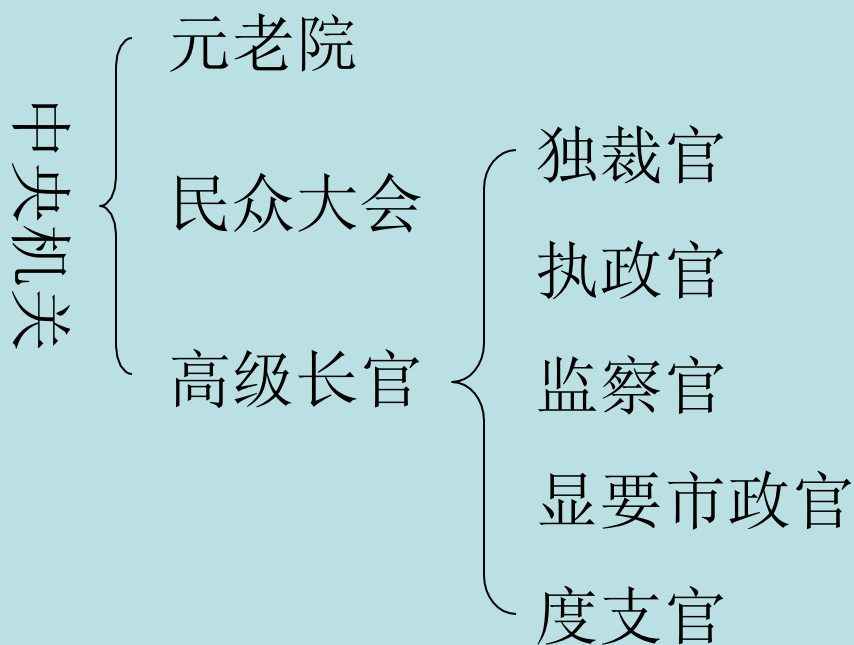 中央机关
元老院
民众大会
高级长官
独裁官
执政官
监察官
显要市政官
度支官